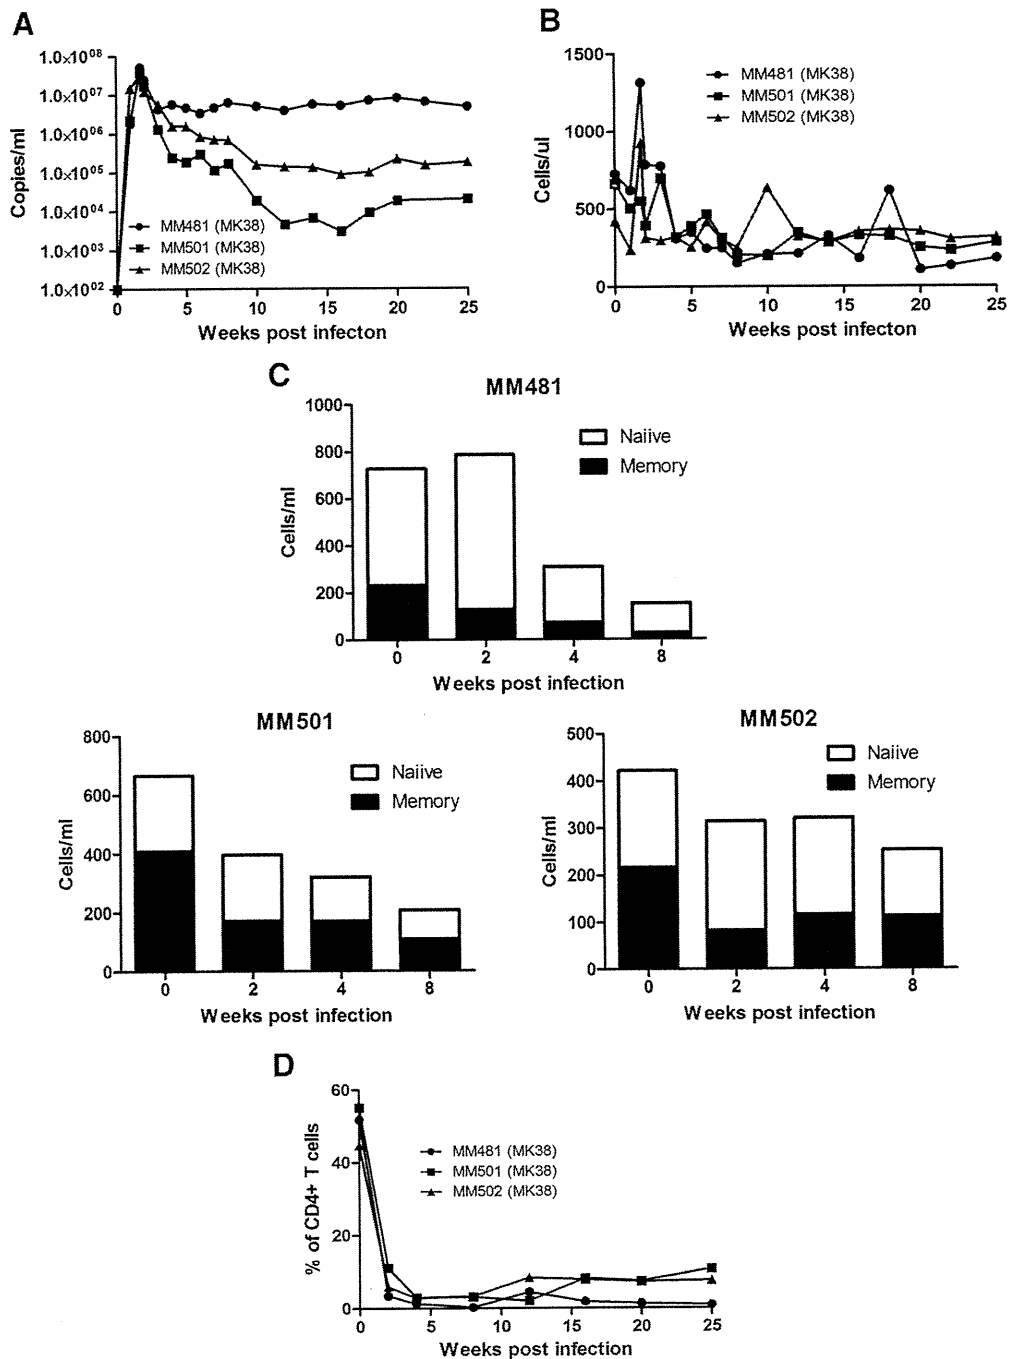 A
Copies/ml
1.0x10^08
1.0x10^07
1.0x10^06
1.0x10^05
1.0x10^04
1.0x10^03
1.0x10^02
MM481 (MK38)
MM501 (MK38)
MM502 (MK38)
0 5 10 15 20 25
Weeks post infecton
B
Cells/ul
1500
1000
500
0
MM481 (MK38)
MM501 (MK38)
MM502 (MK38)
0 5 10 15 20 25
Weeks post infecton
C
MM481
Cells/ml
1000
800
600
400
200
0
Naiive
Memory
0 2 4 8
Weeks post infection
MM501
Cells/ml
800
600
400
200
0
Naiive
Memory
0 2 4 8
Weeks post infection
MM502
Cells/ml
500
400
300
200
100
0
Naiive
Memory
0 2 4 8
Weeks post infection
D
% of CD4+ T cells
60
40
20
0
MM481 (MK38)
MM501 (MK38)
MM502 (MK38)
0 5 10 15 20 25
Weeks post infection